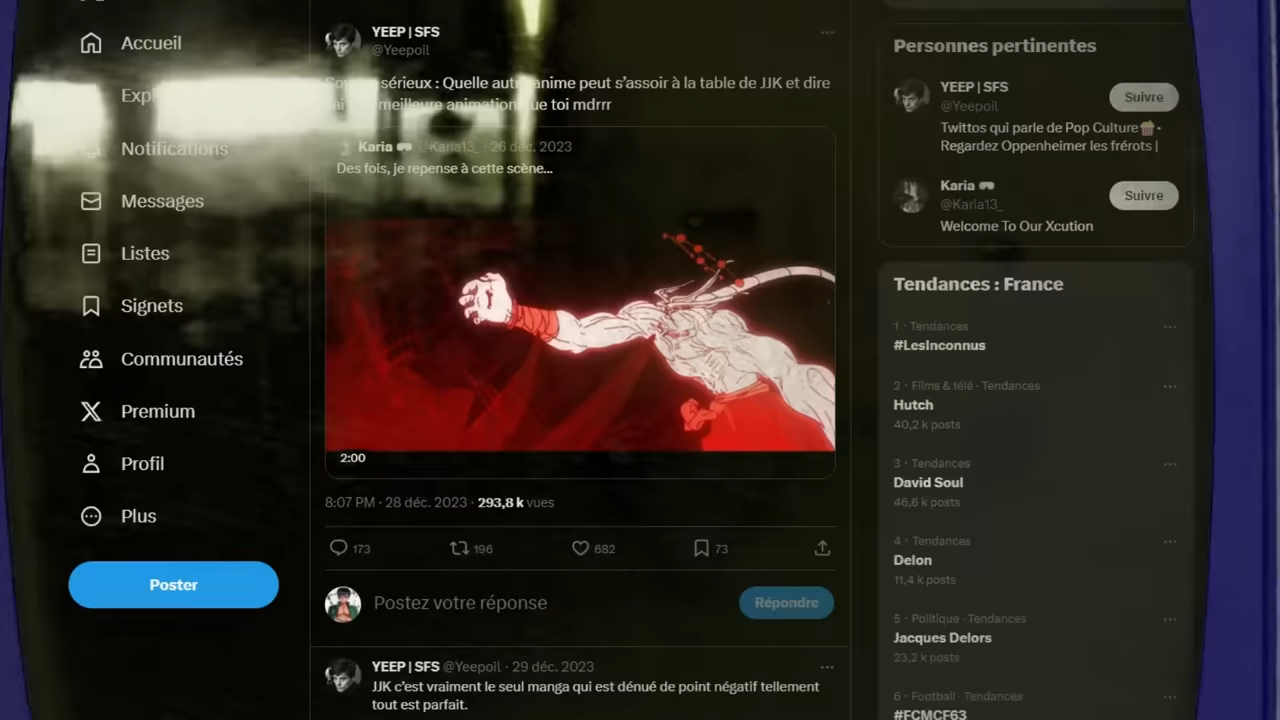 Accueil
Notifications
Messages
Listes
Signets
Communautés
Premium
Profil
Plus
Poster
YEEP | SFS
@Yeepoil
sérieux : Quelle autre anime peut s'assoir à la table de JJK et dire
meilleure animation que toi mdrrr
Karia @Karia13_ · 26 déc. 2023
Des fois, je repense à cette scène...
2:00
8:07 PM · 28 déc. 2023 · 293,8 k vues
173 196 682 73
Postez votre réponse
Répondre
YEEP | SFS @Yeepoil · 29 déc. 2023
JJK c'est vraiment le seul manga qui est dénué de point négatif tellement
tout est parfait.
Personnes pertinentes
YEEP | SFS
@Yeepoil
Suivre
Twittos qui parle de Pop Culture🍿·
Regardez Oppenheimer les frérots |
Karia
@Karia13_
Suivre
Welcome To Our Xcution
Tendances : France
1 · Tendances
#LesInconnus
2 · Films & télé · Tendances
Hutch
40,2 k posts
3 · Tendances
David Soul
46,6 k posts
4 · Tendances
Delon
11,4 k posts
5 · Politique · Tendances
Jacques Delors
23,2 k posts
6 · Football · Tendances
#FCMCF63